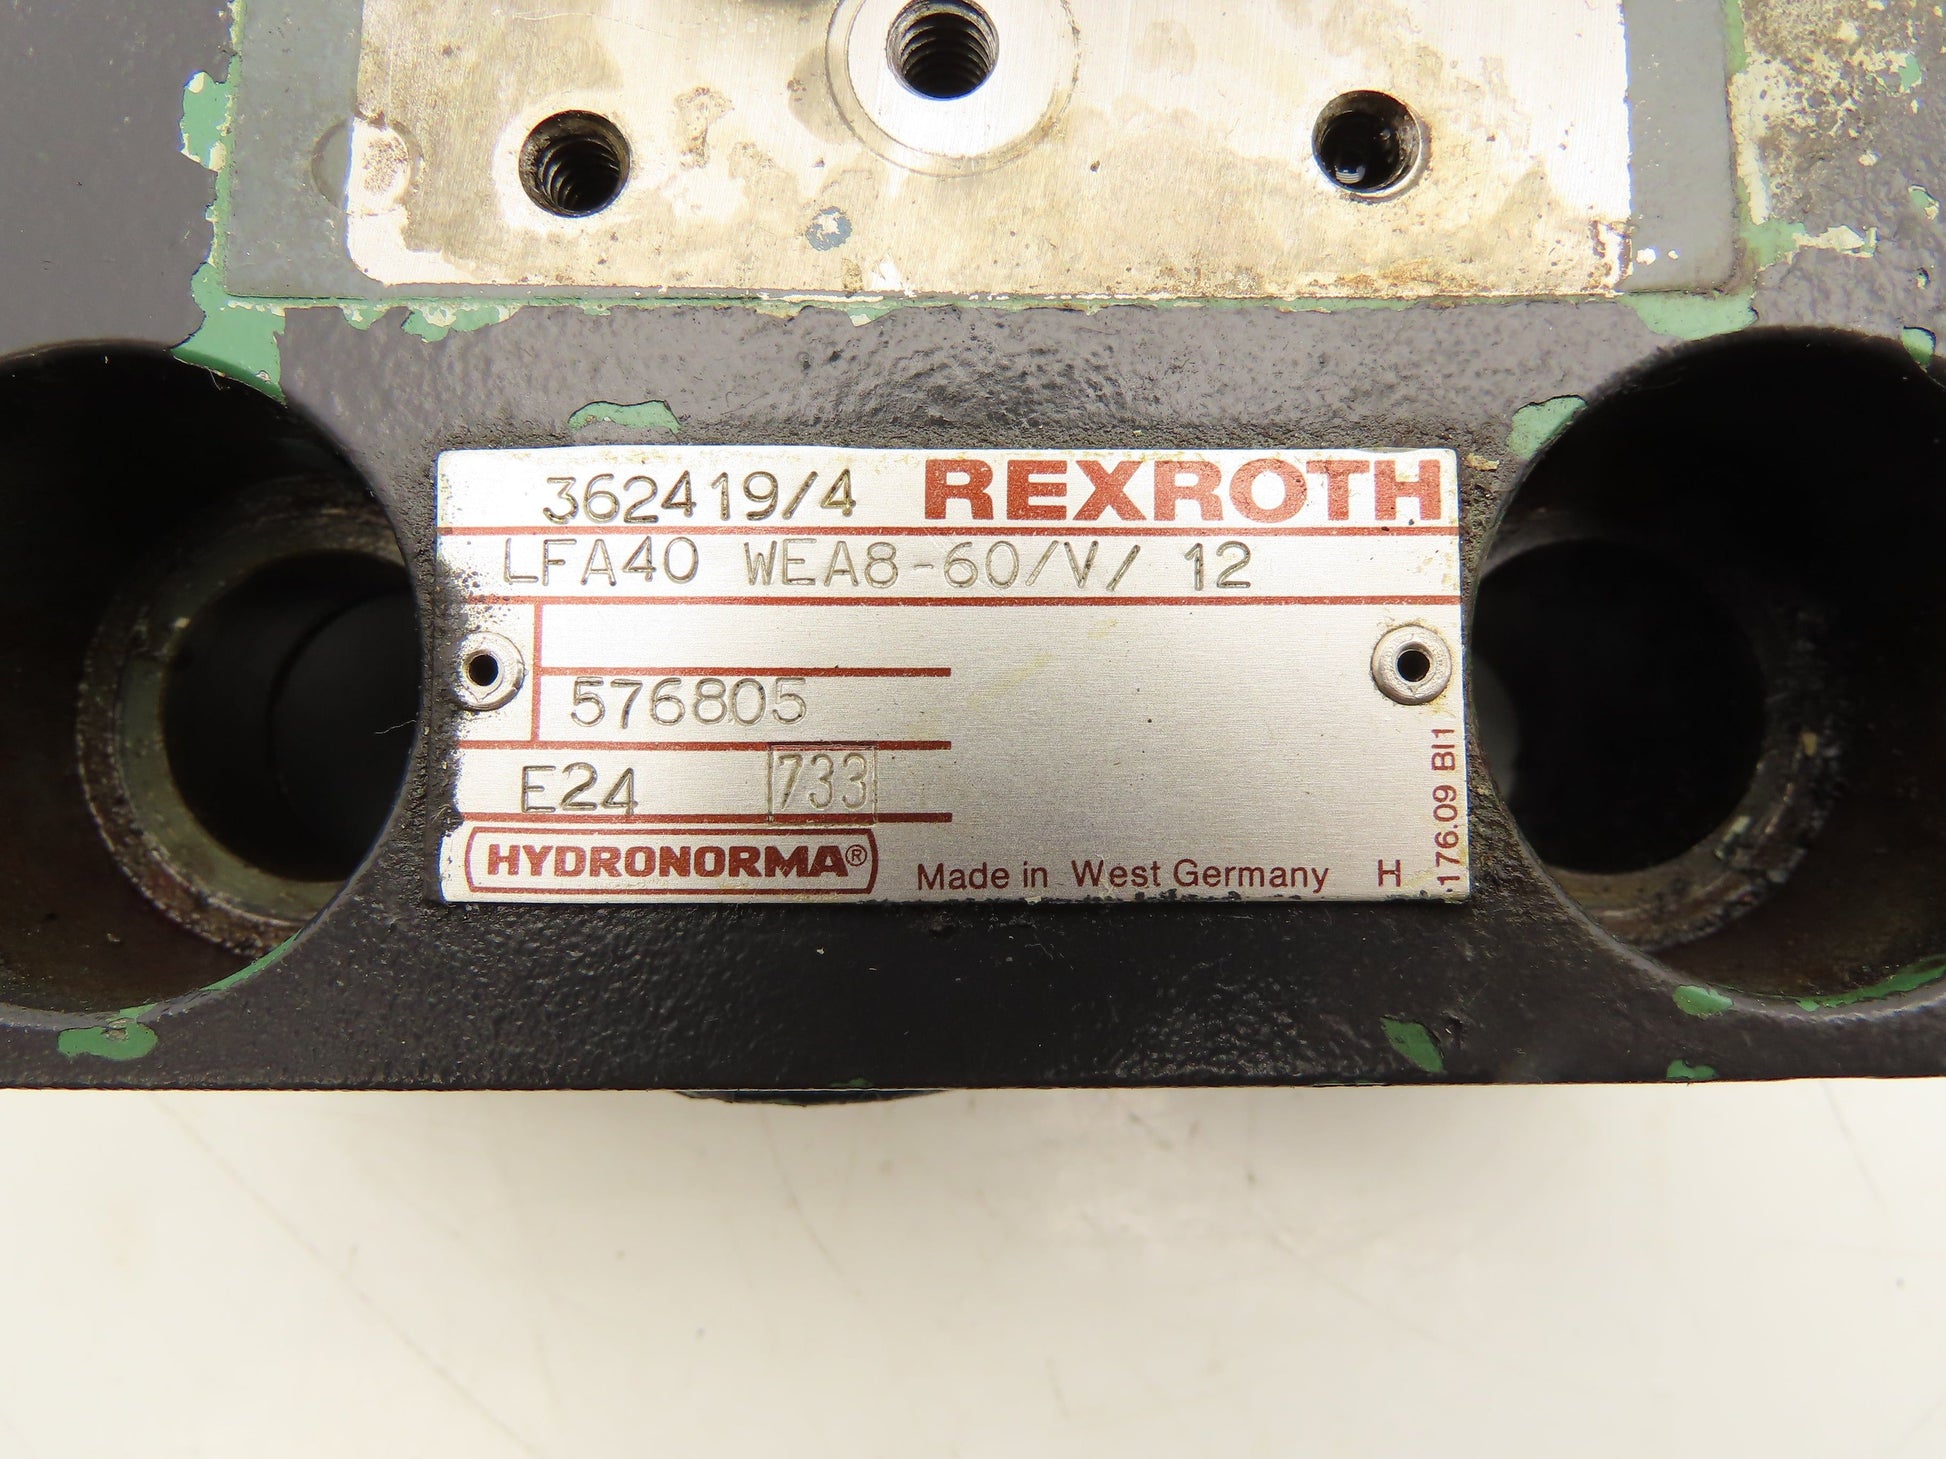 362419/4 REXROTH
LFA40 WEA8-60/V/ 12
576805
E24 733
HYDRONORMA®
Made in West Germany H
176.09 Bl1